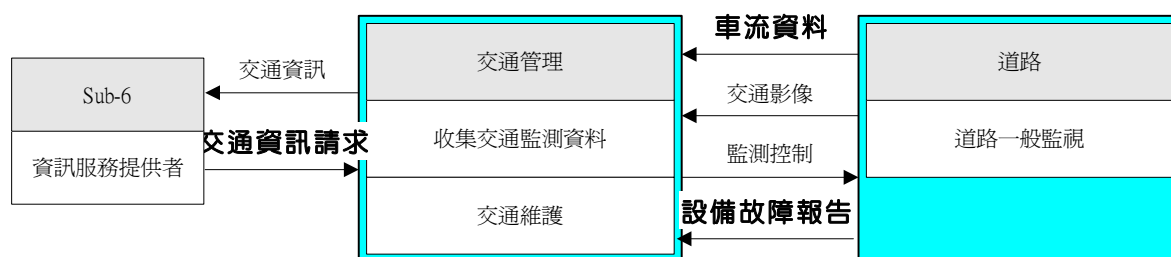 車流資料
交通管理
道路
交通資訊
Sub-6
交通影像
交通資訊請求
收集交通監測資料
道路一般監視
資訊服務提供者
監測控制
交通維護
設備故障報告